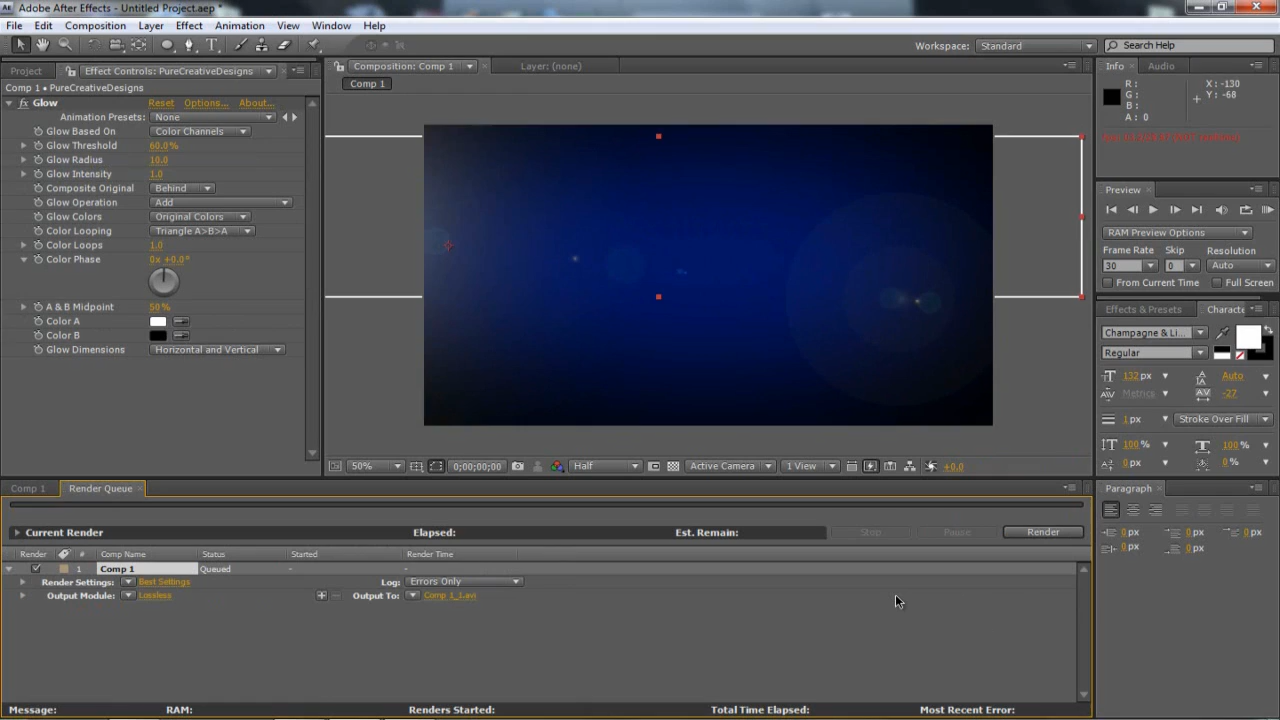 Adobe After Effects - Untitled Project.aep *
File Edit Composition Layer Effect Animation View Window Help
Workspace: Standard Search Help
Project Effect Controls: PureCreativeDesigns
Comp 1 • PureCreativeDesigns
fx Glow Reset Options... About...
Animation Presets: None
Glow Based On Color Channels
Glow Threshold 60.0%
Glow Radius 10.0
Glow Intensity 1.0
Composite Original Behind
Glow Operation Add
Glow Colors Original Colors
Color Looping Triangle A>B>A
Color Loops 1.0
Color Phase 0x +0.0°
A & B Midpoint 50%
Color A
Color B
Glow Dimensions Horizontal and Vertical
Composition: Comp 1 Layer: (none)
Comp 1
50% 0;00;00;00 Half Active Camera 1 View +0.0
Info Audio
R : X : -130
G : Y : -68
B :
A : 0
Preview
RAM Preview Options
Frame Rate Skip Resolution
30 0 Auto
From Current Time Full Screen
Effects & Presets Characte
Champagne & Li...
Regular
132 px Auto
Metrics -27
1 px Stroke Over Fill
100 % 100 %
0 px 0 %
Paragraph
0 px 0 px 0 px
0 px 0 px
Comp 1 Render Queue
Current Render Elapsed: Est. Remain: Stop Pause Render
Render # Comp Name Status Started Render Time
1 Comp 1 Queued - -
Render Settings: Best Settings Log: Errors Only
Output Module: Lossless Output To: Comp 1_1.avi
Message: RAM: Renders Started: Total Time Elapsed: Most Recent Error: